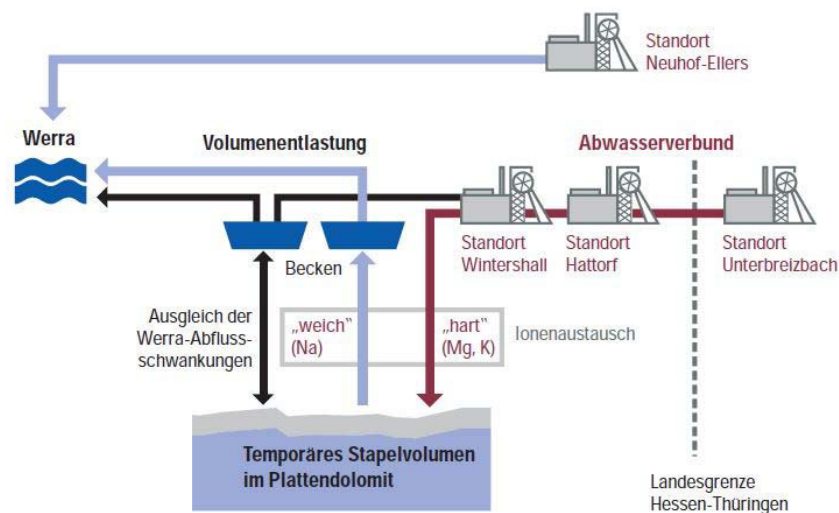 Standort
Neuhof-Ellers
Werra
Volumenentlastung
Abwasserverbund
Standort
Wintershall
Standort
Hattorf
Standort
Unterbreizbach
Becken
Ausgleich der
Werra-Abfluss-
schwankungen
„weich“
(Na)
„hart“
(Mg, K)
Ionenaustausch
Temporäres Stapelvolumen
im Plattendolomit
Landesgrenze
Hessen-Thüringen